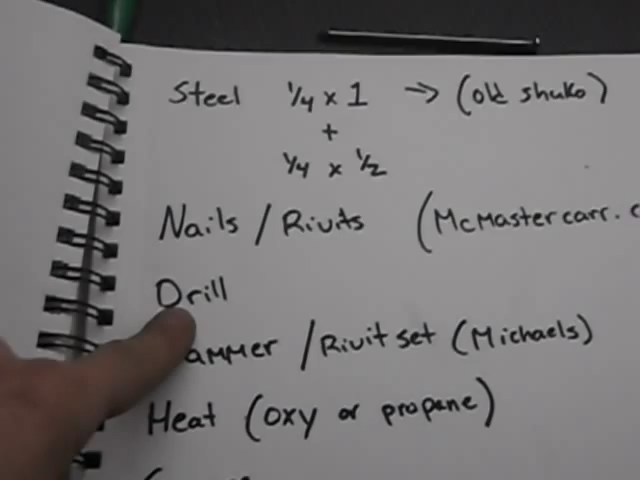 Steel ¼ x 1 → (old shuko)
+
¼ x ½
Nails / Rivits (McMastercarr.c
Drill
ammer / Rivit set (Michaels)
Heat (oxy or propane)